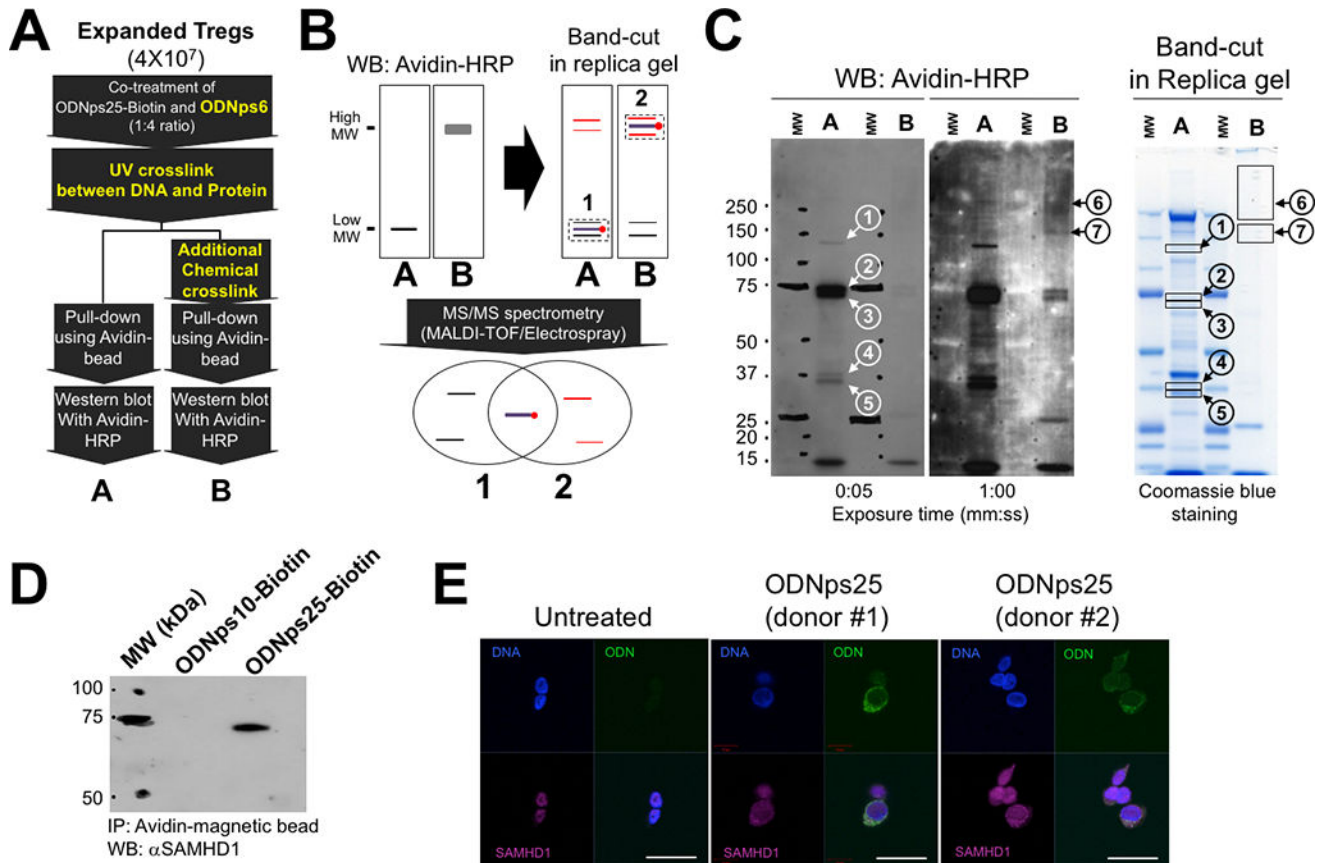 A
Expanded Tregs
(4X10⁷)
Co-treatment of
ODNps25-Biotin and ODNps6
(1:4 ratio)
UV crosslink
between DNA and Protein
Additional
Chemical
crosslink
Pull-down
using Avidin-
bead
Pull-down
using Avidin-
bead
Western blot
With Avidin-
HRP
Western blot
With Avidin-
HRP
A
B
B
WB: Avidin-HRP
Band-cut
in replica gel
A
B
High
MW
Low
MW
2
1
A
B
A
B
MS/MS spectrometry
(MALDI-TOF/Electrospray)
1
2
C
WB: Avidin-HRP
Band-cut
in Replica gel
MW
A
MW
B
MW
A
MW
B
MW
A
MW
B
250
150
100
75
50
37
25
20
15
1
2
3
4
5
6
7
6
7
1
2
3
4
5
0:05
1:00
Exposure time (mm:ss)
Coomassie blue
staining
D
MW (kDa)
ODNps10-Biotin
ODNps25-Biotin
100
75
50
IP: Avidin-magnetic bead
WB: αSAMHD1
E
Untreated
ODNps25
(donor #1)
ODNps25
(donor #2)
DNA
ODN
DNA
ODN
DNA
ODN
SAMHD1
SAMHD1
SAMHD1